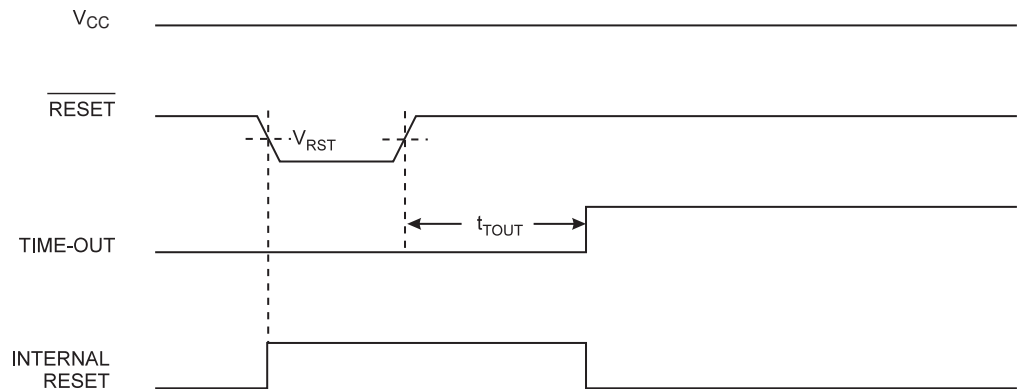 VCC
RESET
VRST
tTOUT
TIME-OUT
INTERNAL
RESET